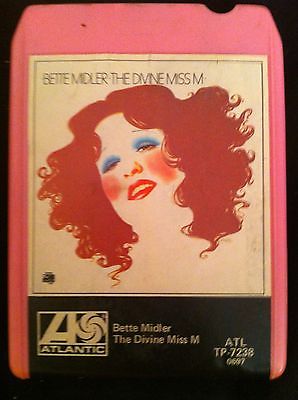 BETTE MIDLER·THE DIVINE MISS M·
ATLANTIC
Bette Midler
The Divine Miss M
ATL
TP-7238
0697